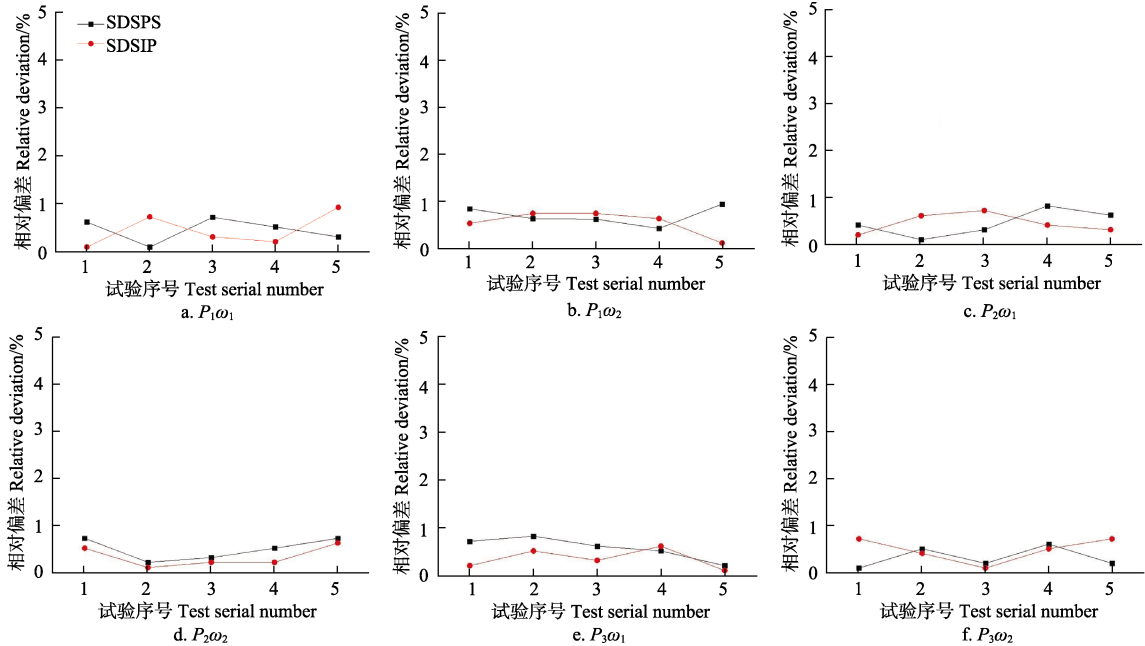 相对偏差 Relative deviation/%
5
4
3
2
1
0
SDSPS
SDSIP
1 2 3 4 5
试验序号 Test serial number
a. P₁ω₁
相对偏差 Relative deviation/%
5
4
3
2
1
0
1 2 3 4 5
试验序号 Test serial number
b. P₁ω₂
相对偏差 Relative deviation/%
5
4
3
2
1
0
1 2 3 4 5
试验序号 Test serial number
c. P₂ω₁
相对偏差 Relative deviation/%
5
4
3
2
1
0
1 2 3 4 5
试验序号 Test serial number
d. P₂ω₂
相对偏差 Relative deviation/%
5
4
3
2
1
0
1 2 3 4 5
试验序号 Test serial number
e. P₃ω₁
相对偏差 Relative deviation/%
5
4
3
2
1
0
1 2 3 4 5
试验序号 Test serial number
f. P₃ω₂